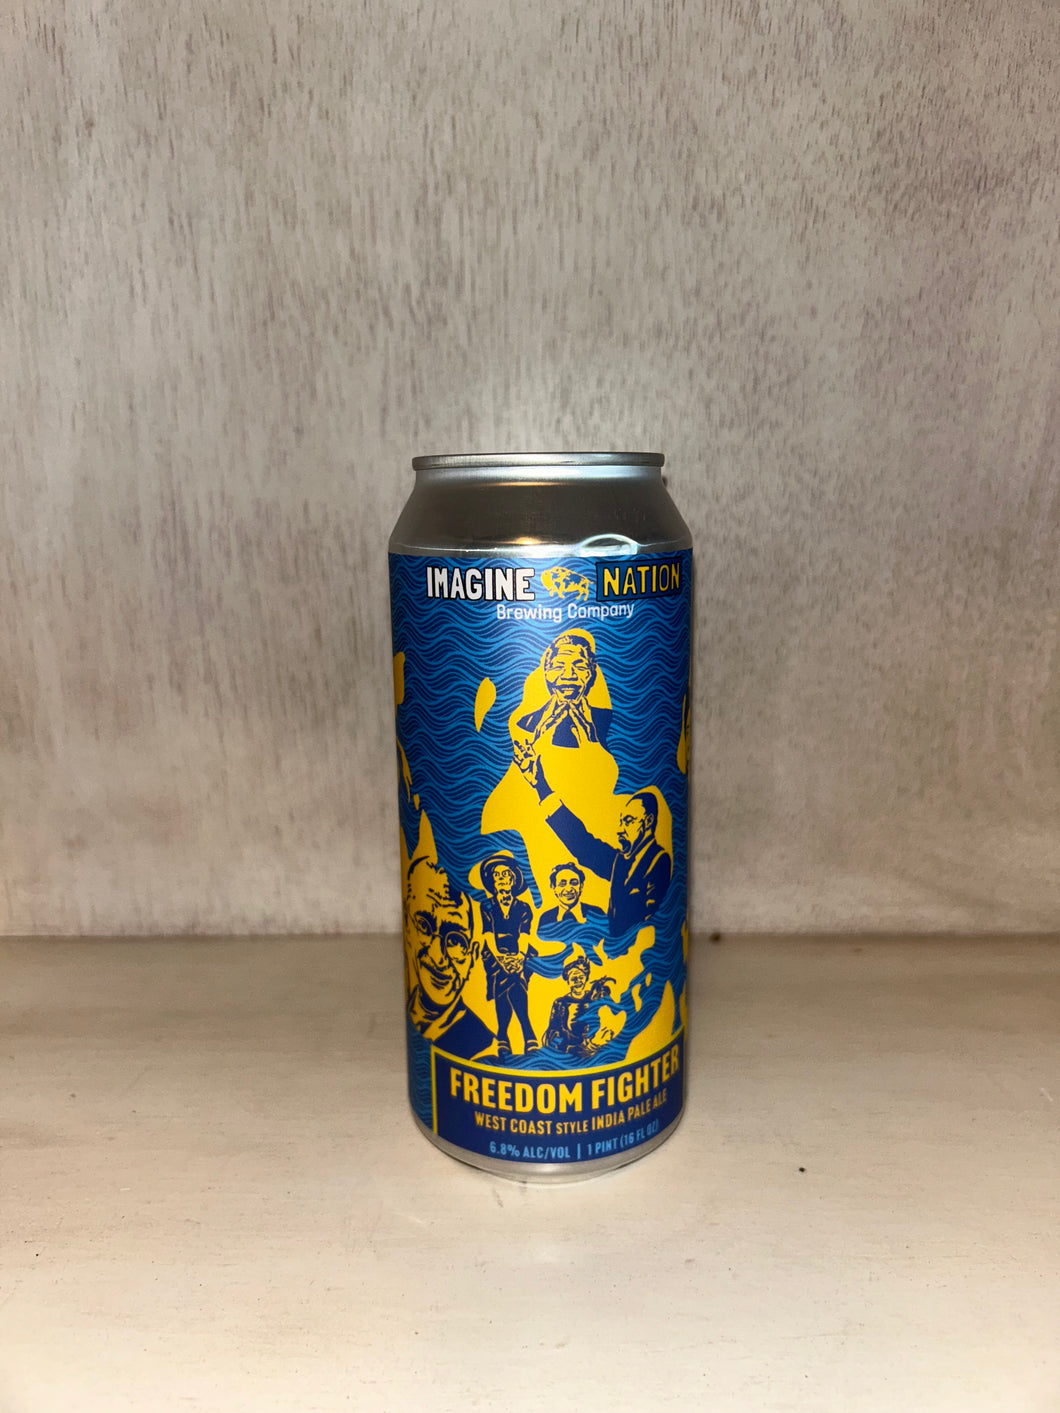 IMAGINE NATION
Brewing Company
FREEDOM FIGHTER
WEST COAST STYLE INDIA PALE ALE
6.8% ALC/VOL | 1 PINT (16 FL OZ)